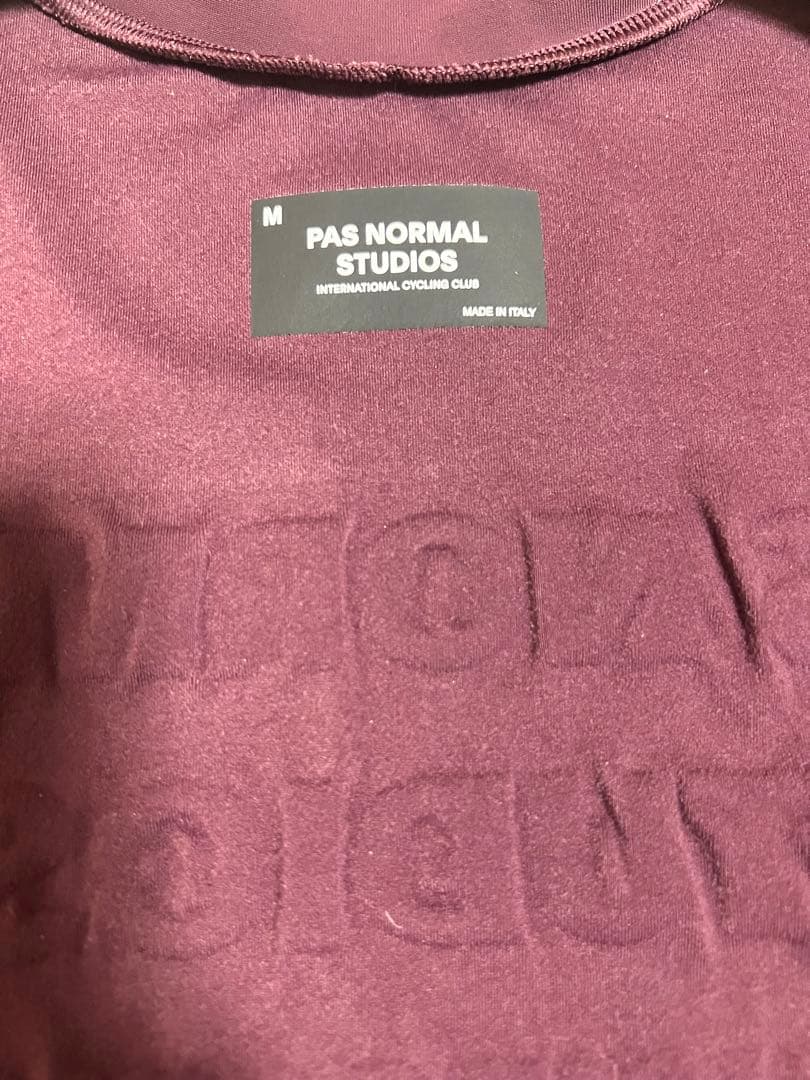 M
PAS NORMAL
STUDIOS
INTERNATIONAL CYCLING CLUB
MADE IN ITALY